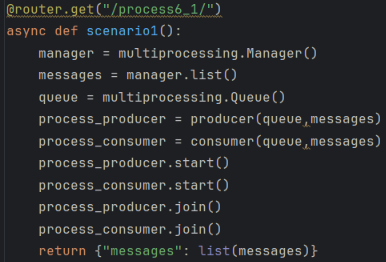 @router.get("/process6_1/")
async def scenario1():
    manager = multiprocessing.Manager()
    messages = manager.list()
    queue = multiprocessing.Queue()
    process_producer = producer(queue,messages)
    process_consumer = consumer(queue,messages)
    process_producer.start()
    process_consumer.start()
    process_producer.join()
    process_consumer.join()
    return {"messages": list(messages)}